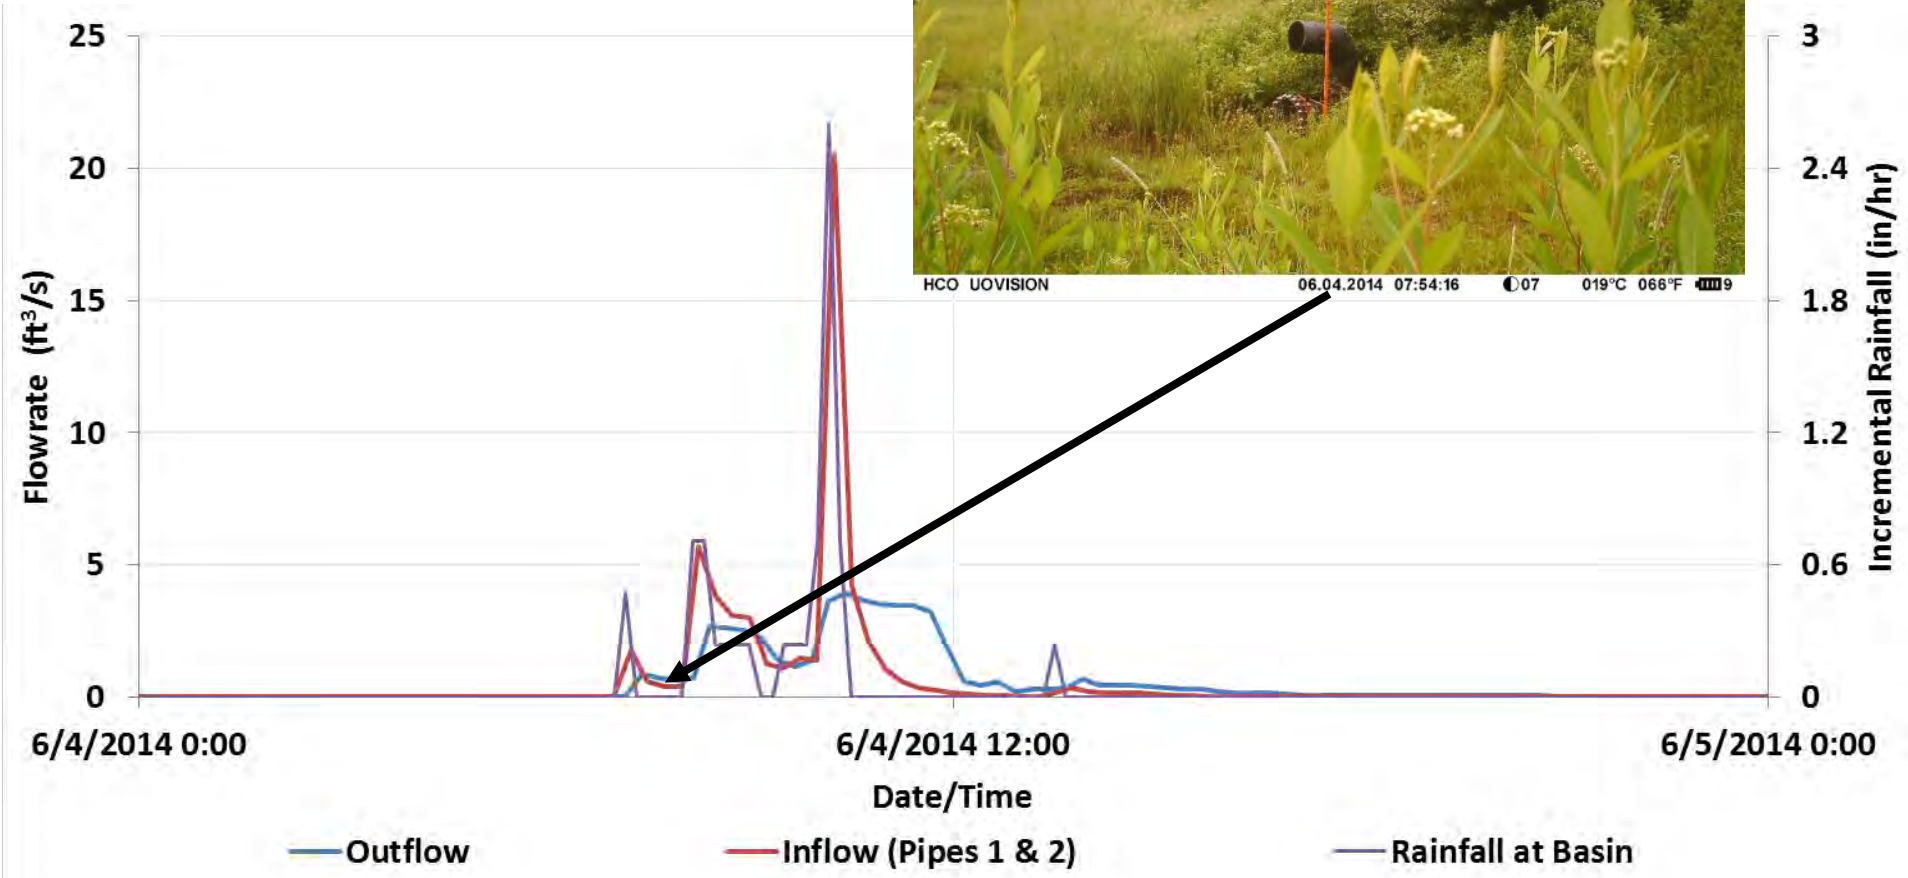 25
20
15
10
5
0
Flowrate (ft³/s)
HCO UOVISION 06.04.2014 07:54:16 07 019°C 066°F 9
3
2.4
1.8
1.2
0.6
0
Incremental Rainfall (in/hr)
6/4/2014 0:00 6/4/2014 12:00 6/5/2014 0:00
Date/Time
Outflow Inflow (Pipes 1 & 2) Rainfall at Basin